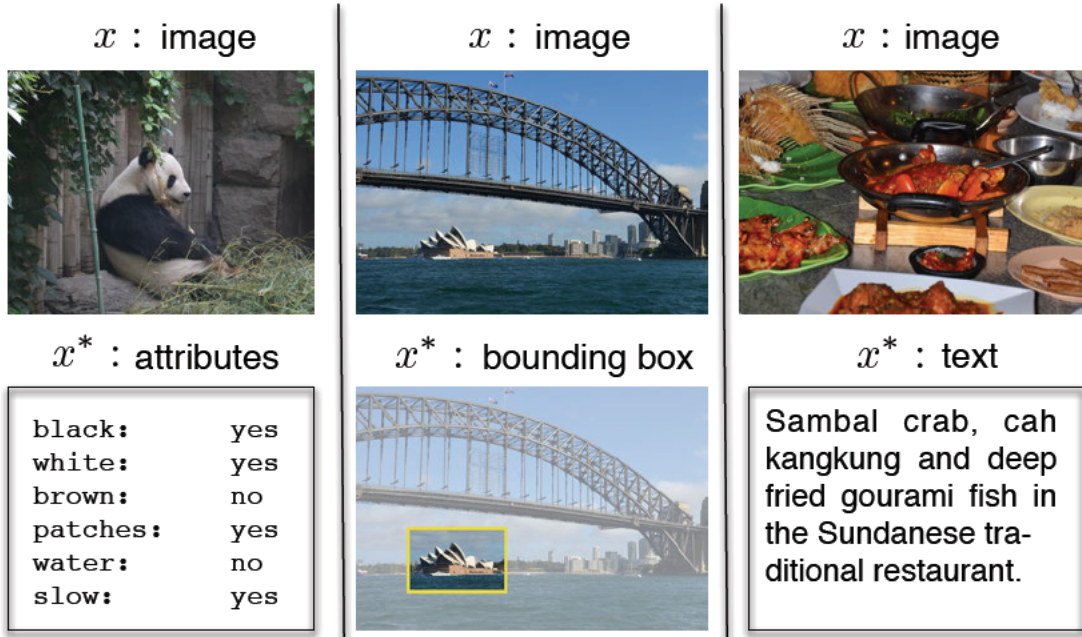 x : image
x* : attributes
black: yes
white: yes
brown: no
patches: yes
water: no
slow: yes
x : image
x* : bounding box
x : image
x* : text
Sambal crab, cah
kangkung and deep
fried gourami fish in
the Sundanese tra-
ditional restaurant.